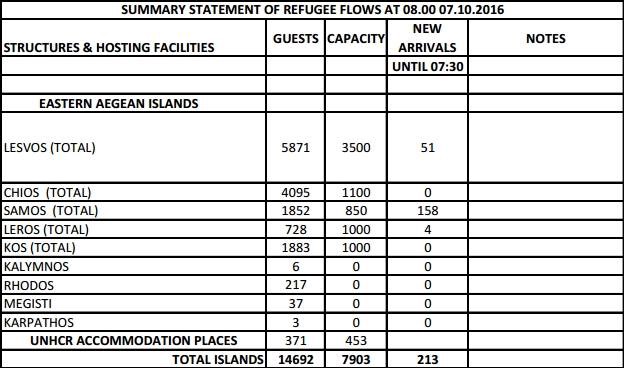 SUMMARY STATEMENT OF REFUGEE FLOWS AT 08.00 07.10.2016
STRUCTURES & HOSTING FACILITIES GUESTS CAPACITY NEW ARRIVALS NOTES
UNTIL 07:30
EASTERN AEGEAN ISLANDS
LESVOS (TOTAL) 5871 3500 51
CHIOS (TOTAL) 4095 1100 0
SAMOS (TOTAL) 1852 850 158
LEROS (TOTAL) 728 1000 4
KOS (TOTAL) 1883 1000 0
KALYMNOS 6 0 0
RHODOS 217 0 0
MEGISTI 37 0 0
KARPATHOS 3 0 0
UNHCR ACCOMMODATION PLACES 371 453
TOTAL ISLANDS 14692 7903 213